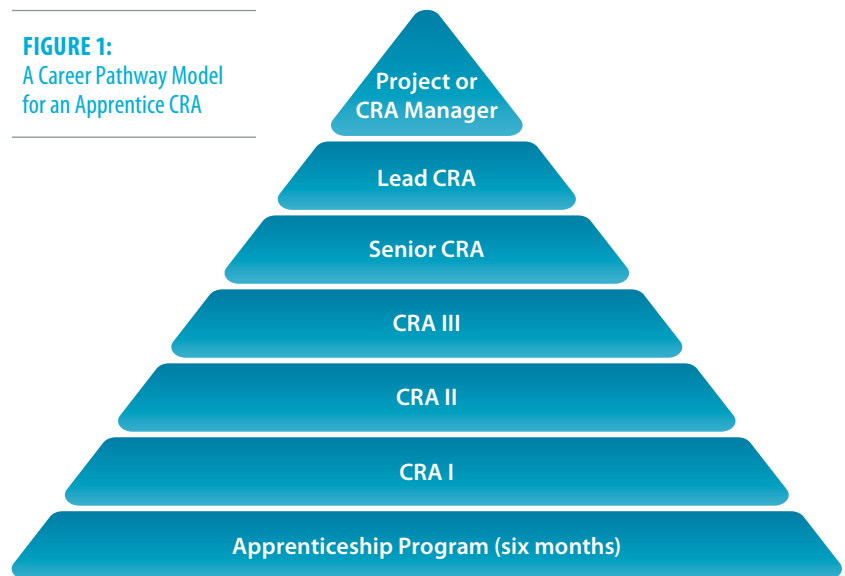 FIGURE 1:
A Career Pathway Model
for an Apprentice CRA
Project or
CRA Manager
Lead CRA
Senior CRA
CRA III
CRA II
CRA I
Apprenticeship Program (six months)